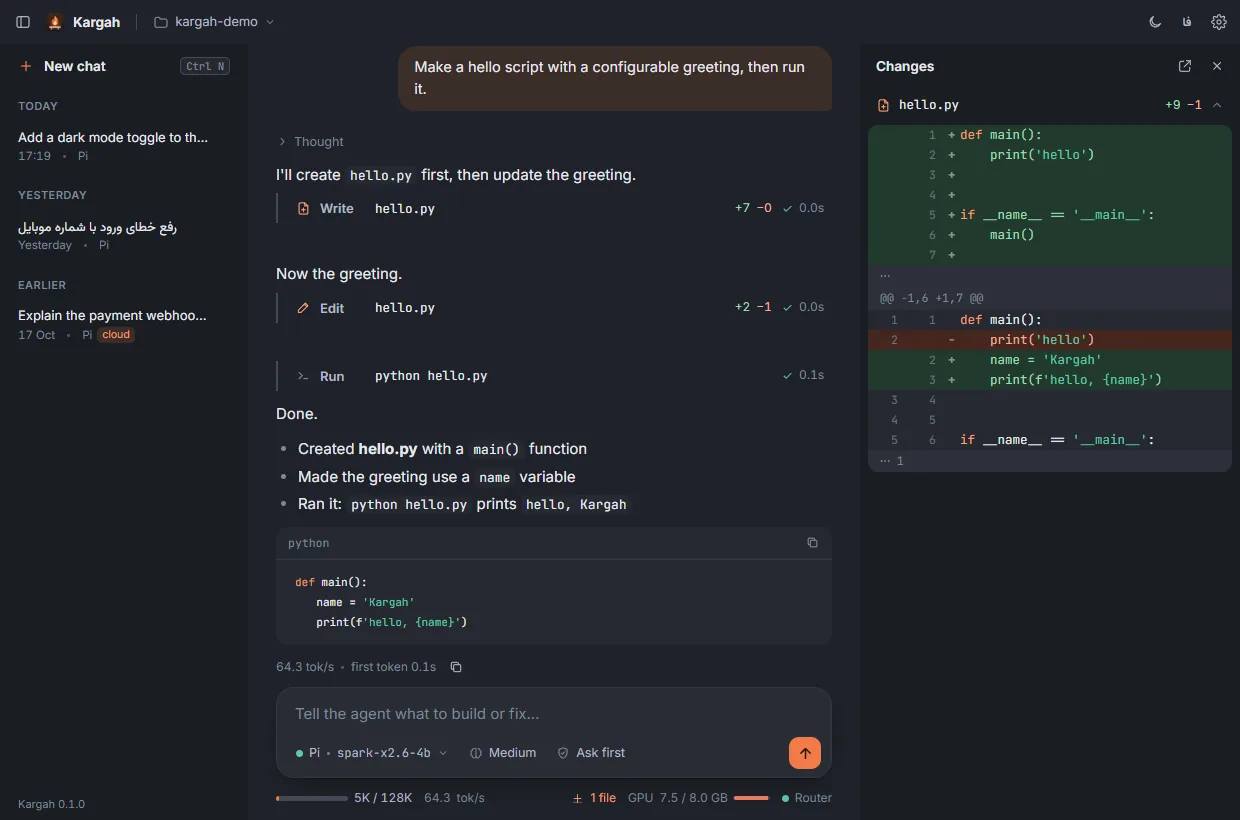 Kargah
kargah-demo
فا
New chat
Ctrl N
TODAY
Add a dark mode toggle to th...
17:19 • Pi
YESTERDAY
رفع خطای ورود با شماره موبایل
Yesterday • Pi
EARLIER
Explain the payment webhoo...
17 Oct • Pi cloud
Kargah 0.1.0
Make a hello script with a configurable greeting, then run
it.
Thought
I'll create hello.py first, then update the greeting.
Write hello.py +7 −0 ✓ 0.0s
Now the greeting.
Edit hello.py +2 −1 ✓ 0.0s
Run python hello.py ✓ 0.1s
Done.
• Created hello.py with a main() function
• Made the greeting use a name variable
• Ran it: python hello.py prints hello, Kargah
python
def main():
name = 'Kargah'
print(f'hello, {name}')
64.3 tok/s • first token 0.1s
Tell the agent what to build or fix...
Pi • spark-x2.6-4b Medium Ask first
5K / 128K 64.3 tok/s ± 1 file GPU 7.5 / 8.0 GB Router
Changes
hello.py +9 −1
1 + def main():
2 + print('hello')
3 +
4 +
5 + if __name__ == '__main__':
6 + main()
7 +
...
@@ -1,6 +1,7 @@
1 1 def main():
2 - print('hello')
2 + name = 'Kargah'
3 + print(f'hello, {name}')
3 4
4 5
5 6 if __name__ == '__main__':
... 1